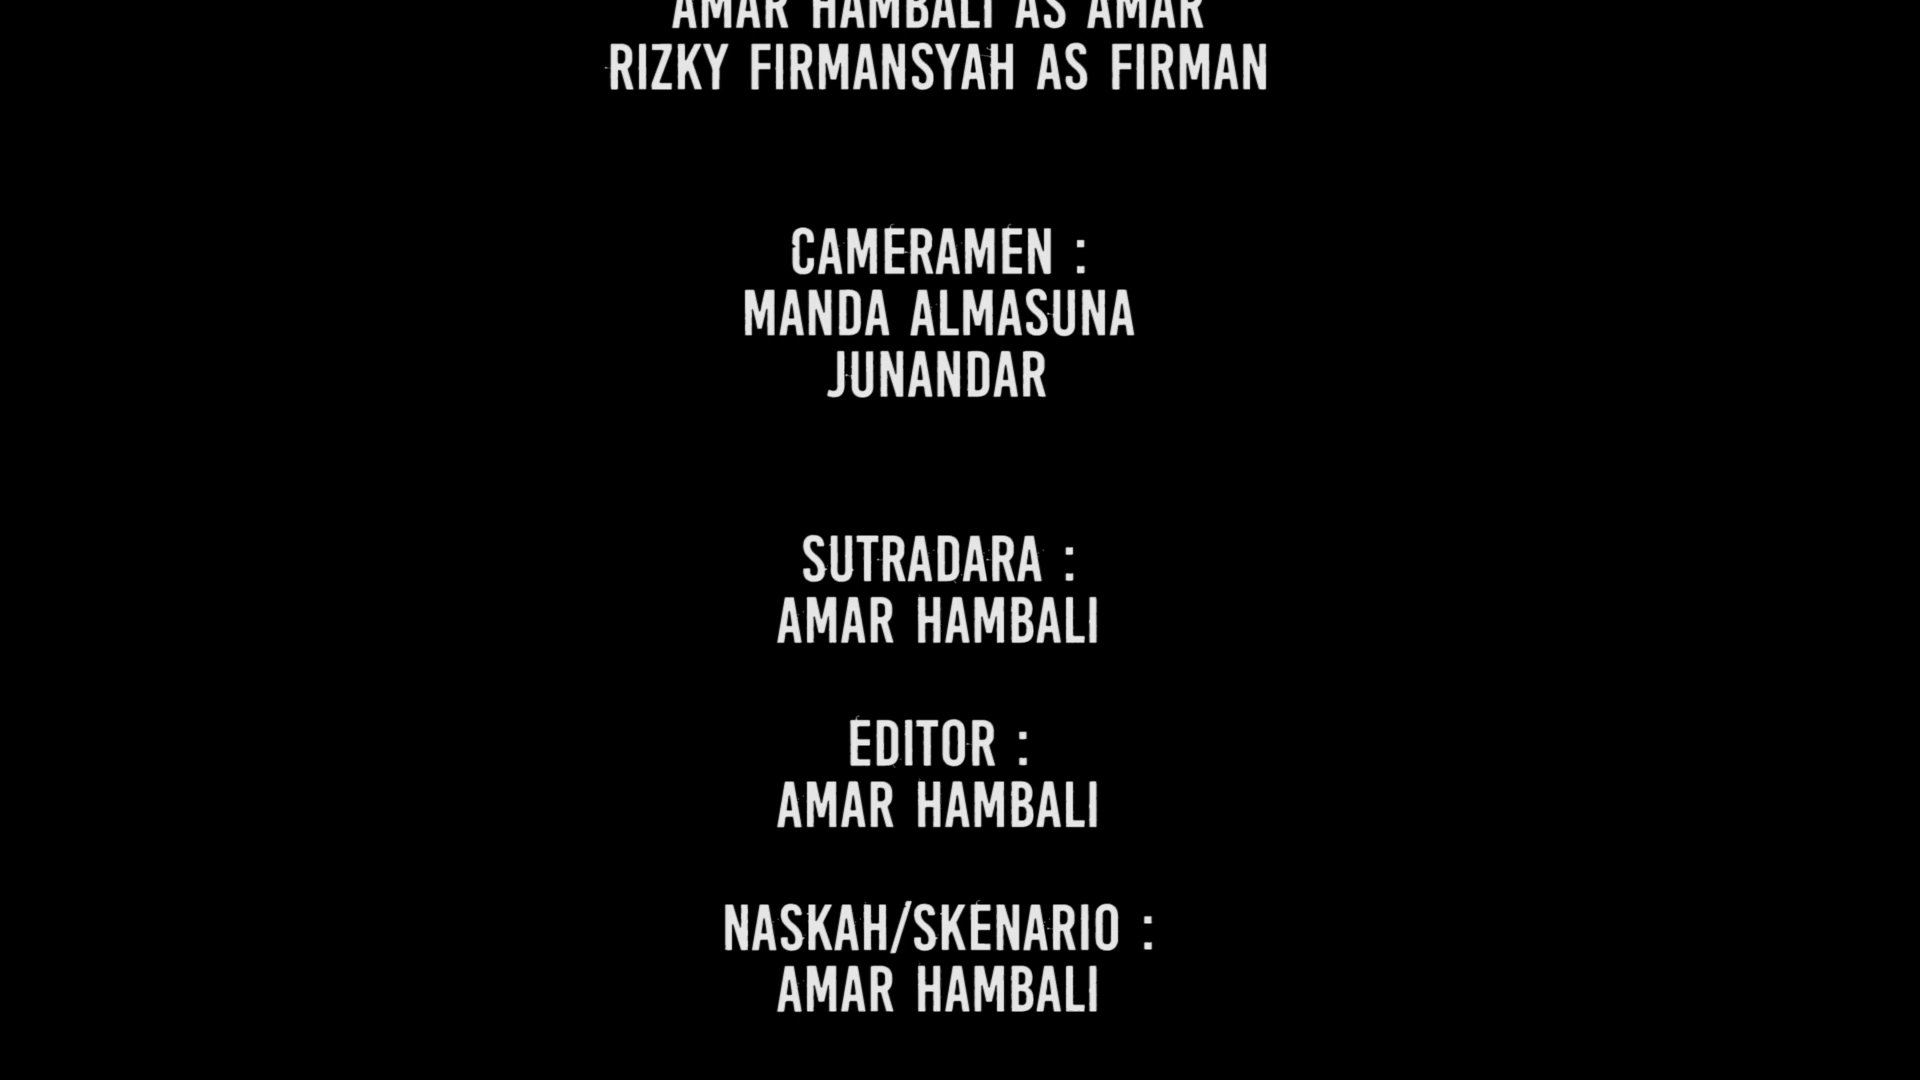 AMAR HAMBALI AS AMAR
RIZKY FIRMANSYAH AS FIRMAN
CAMERAMEN :
MANDA ALMASUNA
JUNANDAR
SUTRADARA :
AMAR HAMBALI
EDITOR :
AMAR HAMBALI
NASKAH/SKENARIO :
AMAR HAMBALI